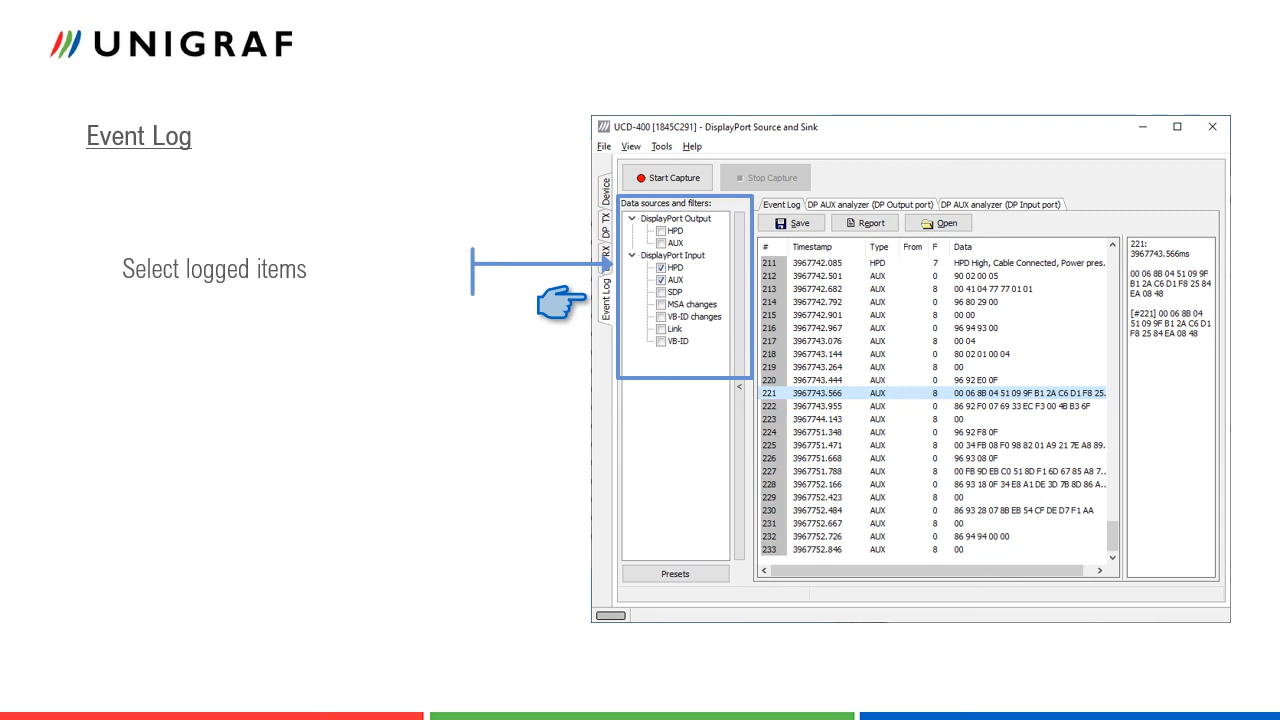 UNIGRAF
Event Log
Select logged items
UCD-400 [1845C291] - DisplayPort Source and Sink
File View Tools Help
Start Capture Stop Capture
Device
DP TX
RX
Event Log
Data sources and filters:
DisplayPort Output
HPD
AUX
DisplayPort Input
HPD
AUX
SDP
MSA changes
VB-ID changes
Link
VB-ID
<
Presets
Event Log DP AUX analyzer (DP Output port) DP AUX analyzer (DP Input port)
Save Report Open
# Timestamp Type From F Data
211 3967742.085 HPD 7 HPD High, Cable Connected, Power pres.
212 3967742.501 AUX 0 90 02 00 05
213 3967742.682 AUX 8 00 41 04 77 77 01 01
214 3967742.792 AUX 0 96 80 29 00
215 3967742.901 AUX 8 00 00
216 3967742.967 AUX 0 96 94 93 00
217 3967743.076 AUX 8 00 04
218 3967743.144 AUX 0 80 02 01 00 04
219 3967743.264 AUX 8 00
220 3967743.444 AUX 0 96 92 E0 0F
221 3967743.566 AUX 8 00 06 8B 04 51 09 9F B1 2A C6 D1 F8 25.
222 3967743.955 AUX 0 86 92 F0 07 69 33 EC F3 00 4B B3 6F
223 3967744.143 AUX 8 00
224 3967751.348 AUX 0 96 92 F8 0F
225 3967751.471 AUX 8 00 34 FB 08 F0 98 82 01 A9 21 7E A8 89.
226 3967751.668 AUX 0 96 93 08 0F
227 3967751.788 AUX 8 00 FB 9D EB C0 51 8D F1 6D 67 85 A8 7..
228 3967752.166 AUX 0 86 93 18 0F 34 E8 A1 DE 3D 7B 8D 86 A..
229 3967752.423 AUX 8 00
230 3967752.484 AUX 0 86 93 28 07 8B EB 54 CF DE D7 F1 AA
231 3967752.667 AUX 8 00
232 3967752.726 AUX 0 86 94 94 00 00
233 3967752.846 AUX 8 00
221:
3967743.566ms
00 06 8B 04 51 09 9F
B1 2A C6 D1 F8 25 84
EA 08 48
[#221] 00 06 8B 04
51 09 9F B1 2A C6 D1
F8 25 84 EA 08 48